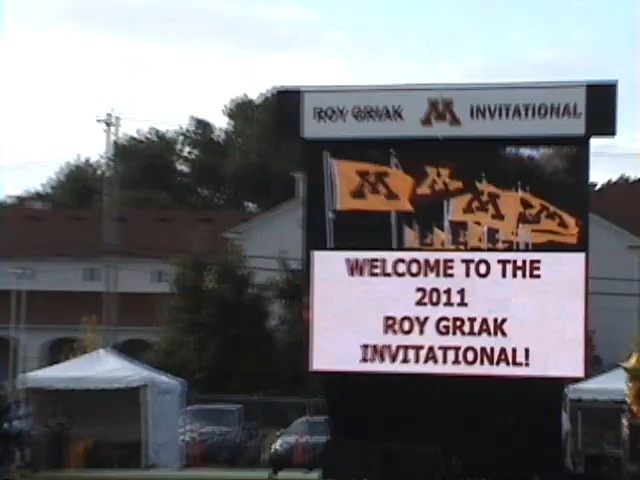 ROY GRIAK M INVITATIONAL
M M M M
WELCOME TO THE
2011
ROY GRIAK
INVITATIONAL!